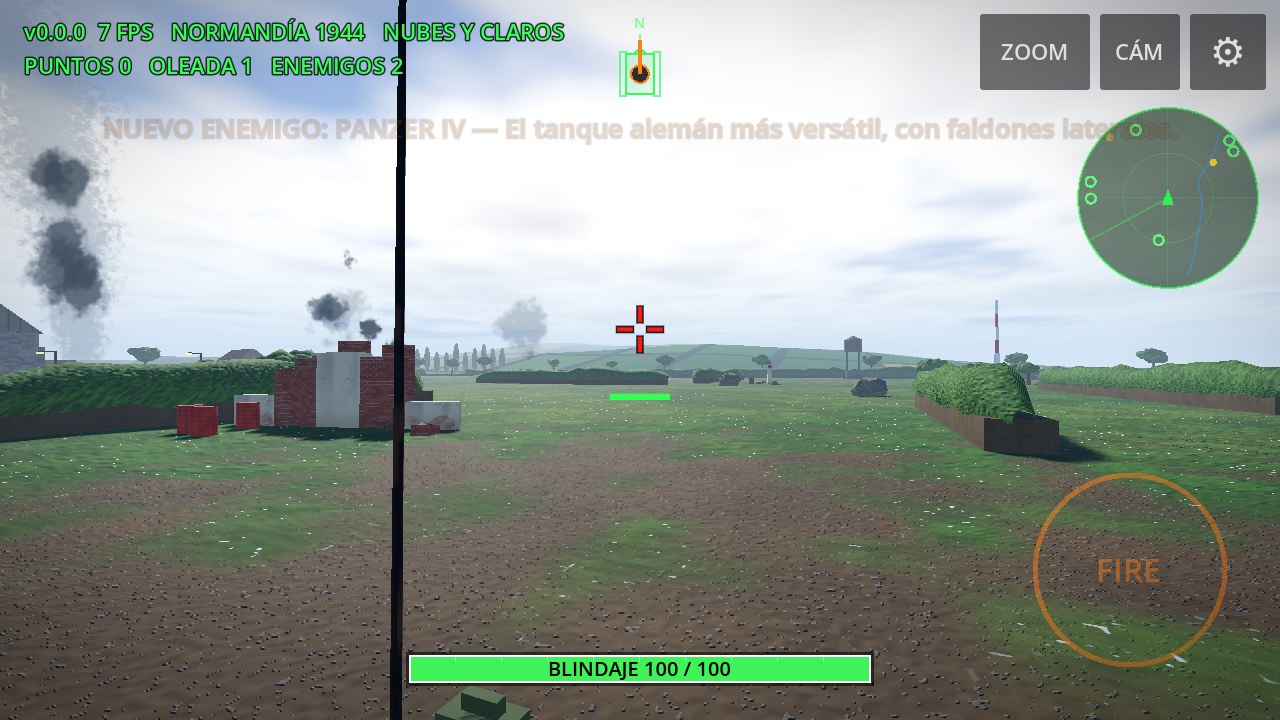 v0.0.0 7 FPS NORMANDÍA 1944 NUBES Y CLAROS
PUNTOS 0 OLEADA 1 ENEMIGOS 2
N
ZOOM
CÁM
NUEVO ENEMIGO: PANZER IV — El tanque alemán más versátil, con faldones laterales.
FIRE
BLINDAJE 100 / 100